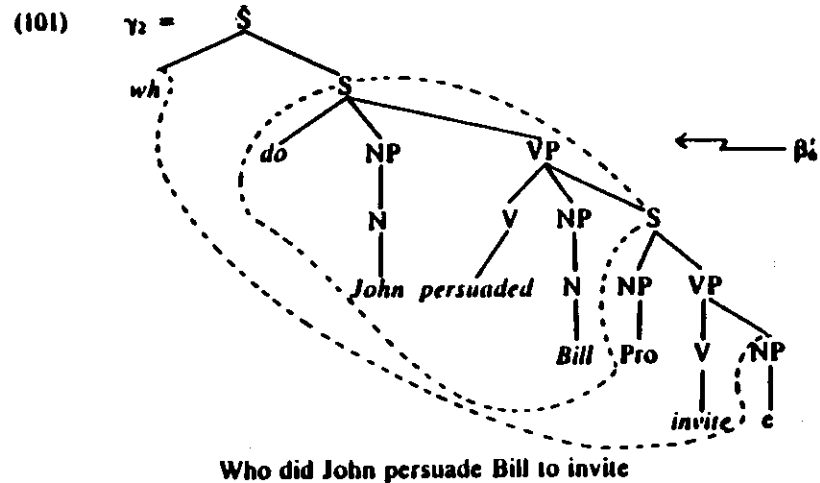 (101) γ₂ = S̄
wh S
do NP VP β₆′
N V NP S
John persuaded N NP VP
Bill Pro V NP
invite e
Who did John persuade Bill to invite